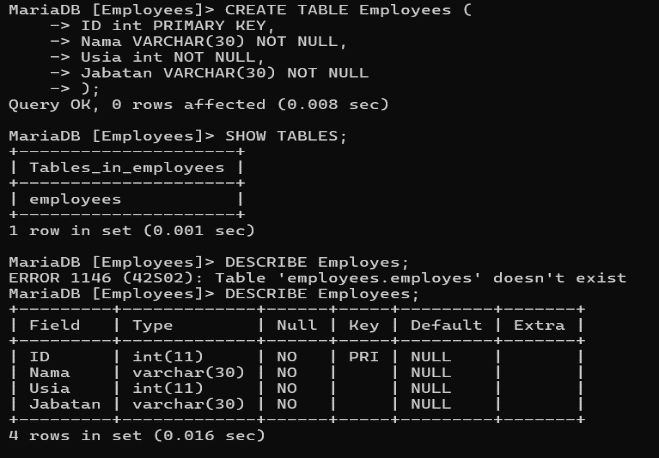 MariaDB [Employees]> CREATE TABLE Employees (
    -> ID int PRIMARY KEY,
    -> Nama VARCHAR(30) NOT NULL,
    -> Usia int NOT NULL,
    -> Jabatan VARCHAR(30) NOT NULL
    -> );
Query OK, 0 rows affected (0.008 sec)
MariaDB [Employees]> SHOW TABLES;
+---------------------+
| Tables_in_employees |
+---------------------+
| employees           |
+---------------------+
1 row in set (0.001 sec)
MariaDB [Employees]> DESCRIBE Employes;
ERROR 1146 (42S02): Table 'employees.employes' doesn't exist
MariaDB [Employees]> DESCRIBE Employees;
+---------+-------------+------+-----+---------+-------+
| Field   | Type        | Null | Key | Default | Extra |
+---------+-------------+------+-----+---------+-------+
| ID      | int(11)     | NO   | PRI | NULL    |       |
| Nama    | varchar(30) | NO   |     | NULL    |       |
| Usia    | int(11)     | NO   |     | NULL    |       |
| Jabatan | varchar(30) | NO   |     | NULL    |       |
+---------+-------------+------+-----+---------+-------+
4 rows in set (0.016 sec)